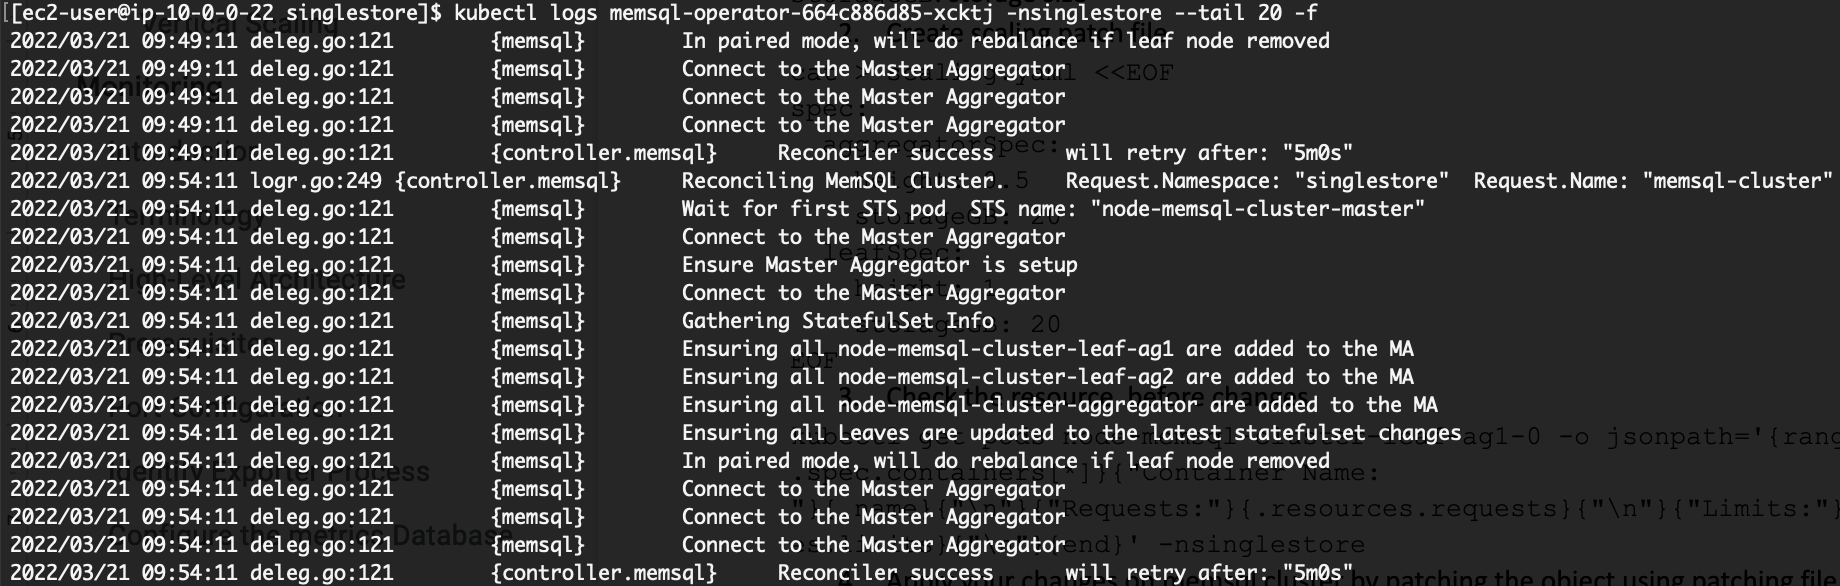 [[ec2-user@ip-10-0-0-22 singlestore]$ kubectl logs memsql-operator-664c886d85-xcktj -nsinglestore --tail 20 -f
2022/03/21 09:49:11 deleg.go:121 {memsql} In paired mode, will do rebalance if leaf node removed
2022/03/21 09:49:11 deleg.go:121 {memsql} Connect to the Master Aggregator
2022/03/21 09:49:11 deleg.go:121 {memsql} Connect to the Master Aggregator
2022/03/21 09:49:11 deleg.go:121 {memsql} Connect to the Master Aggregator
2022/03/21 09:49:11 deleg.go:121 {controller.memsql} Reconciler success will retry after: "5m0s"
2022/03/21 09:54:11 logr.go:249 {controller.memsql} Reconciling MemSQL Cluster. Request.Namespace: "singlestore" Request.Name: "memsql-cluster"
2022/03/21 09:54:11 deleg.go:121 {memsql} Wait for first STS pod STS name: "node-memsql-cluster-master"
2022/03/21 09:54:11 deleg.go:121 {memsql} Connect to the Master Aggregator
2022/03/21 09:54:11 deleg.go:121 {memsql} Ensure Master Aggregator is setup
2022/03/21 09:54:11 deleg.go:121 {memsql} Connect to the Master Aggregator
2022/03/21 09:54:11 deleg.go:121 {memsql} Gathering StatefulSet Info
2022/03/21 09:54:11 deleg.go:121 {memsql} Ensuring all node-memsql-cluster-leaf-ag1 are added to the MA
2022/03/21 09:54:11 deleg.go:121 {memsql} Ensuring all node-memsql-cluster-leaf-ag2 are added to the MA
2022/03/21 09:54:11 deleg.go:121 {memsql} Ensuring all node-memsql-cluster-aggregator are added to the MA
2022/03/21 09:54:11 deleg.go:121 {memsql} Ensuring all Leaves are updated to the latest statefulset changes
2022/03/21 09:54:11 deleg.go:121 {memsql} In paired mode, will do rebalance if leaf node removed
2022/03/21 09:54:11 deleg.go:121 {memsql} Connect to the Master Aggregator
2022/03/21 09:54:11 deleg.go:121 {memsql} Connect to the Master Aggregator
2022/03/21 09:54:11 deleg.go:121 {memsql} Connect to the Master Aggregator
2022/03/21 09:54:11 deleg.go:121 {controller.memsql} Reconciler success will retry after: "5m0s"